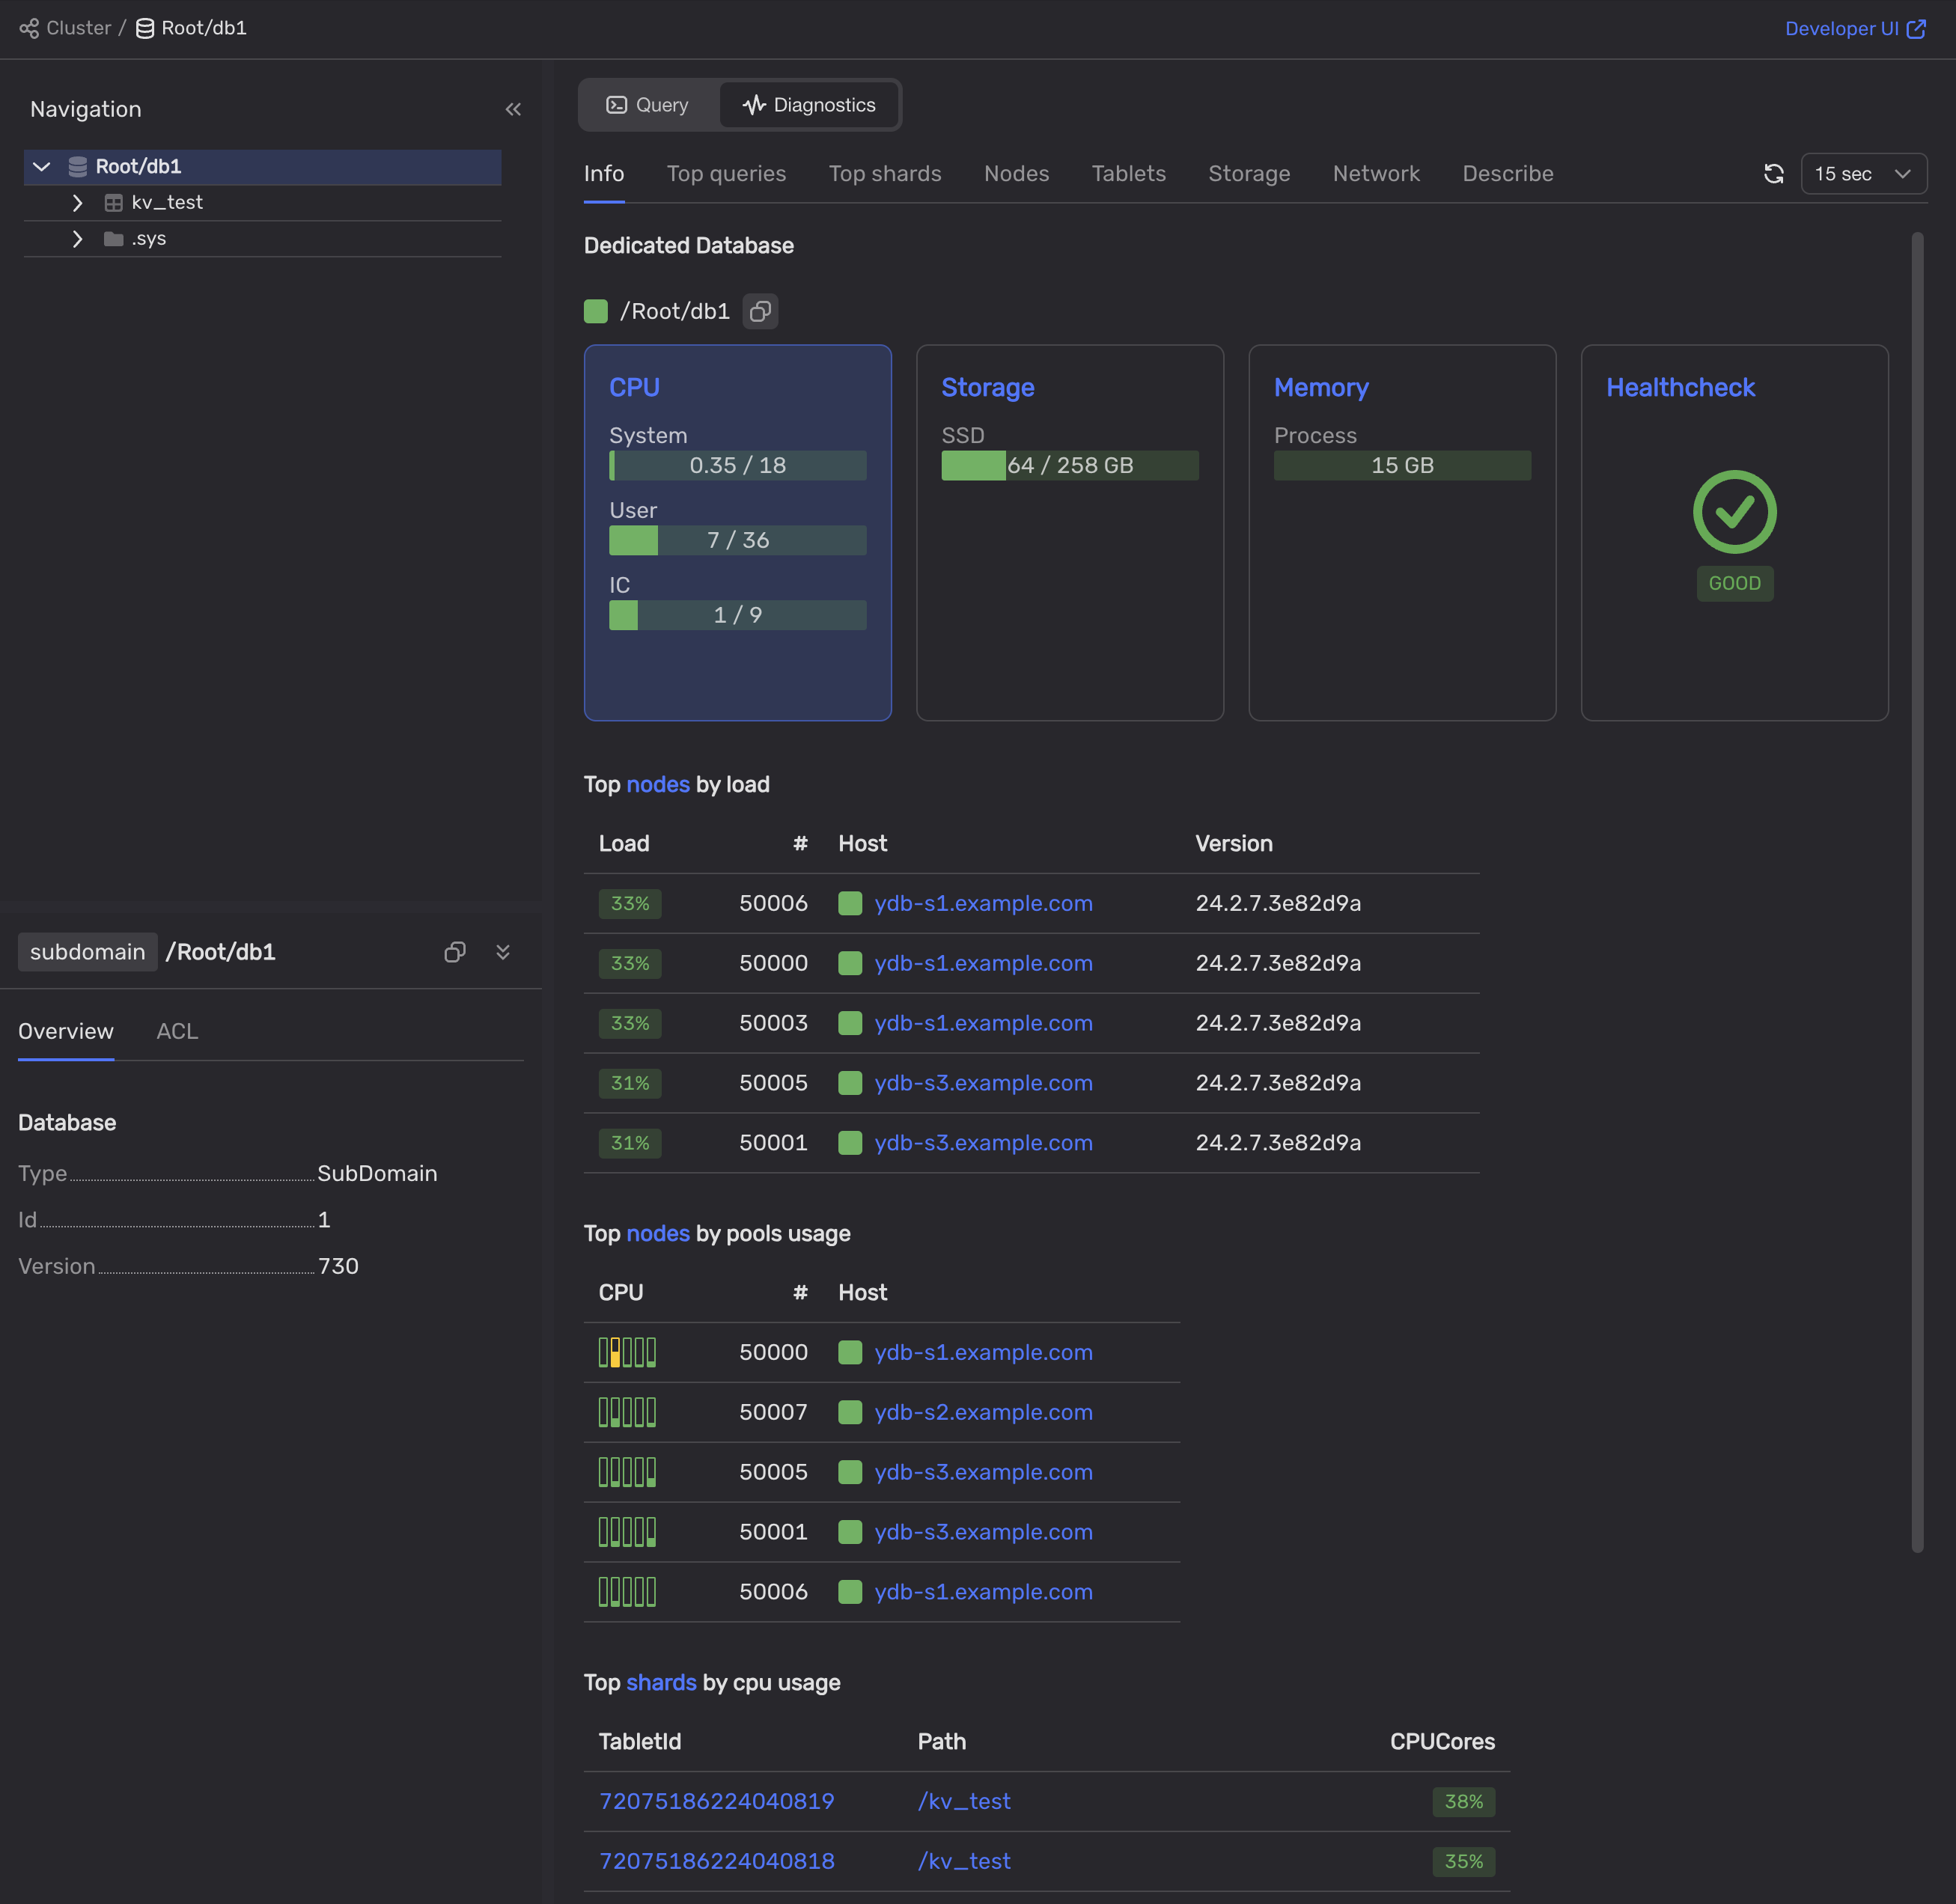 Cluster / Root/db1
Developer UI
Navigation
Root/db1
kv_test
.sys
subdomain /Root/db1
Overview ACL
Database
Type SubDomain
Id 1
Version 730
Query Diagnostics
Info Top queries Top shards Nodes Tablets Storage Network Describe 15 sec
Dedicated Database
/Root/db1
CPU
System
0.35 / 18
User
7 / 36
IC
1 / 9
Storage
SSD
64 / 258 GB
Memory
Process
15 GB
Healthcheck
GOOD
Top nodes by load
Load # Host Version
33% 50006 ydb-s1.example.com 24.2.7.3e82d9a
33% 50000 ydb-s1.example.com 24.2.7.3e82d9a
33% 50003 ydb-s1.example.com 24.2.7.3e82d9a
31% 50005 ydb-s3.example.com 24.2.7.3e82d9a
31% 50001 ydb-s3.example.com 24.2.7.3e82d9a
Top nodes by pools usage
CPU # Host
50000 ydb-s1.example.com
50007 ydb-s2.example.com
50005 ydb-s3.example.com
50001 ydb-s3.example.com
50006 ydb-s1.example.com
Top shards by cpu usage
TabletId Path CPUCores
72075186224040819 /kv_test 38%
72075186224040818 /kv_test 35%